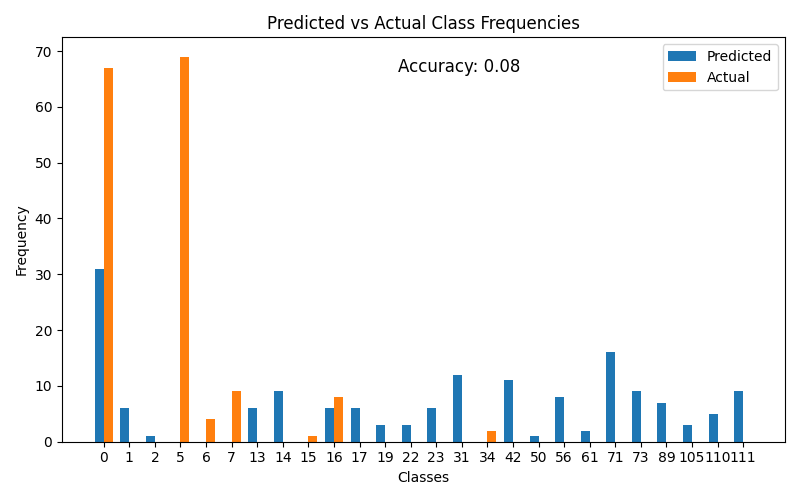 Predicted vs Actual Class Frequencies
Accuracy: 0.08
Predicted
Actual
Frequency
70
60
50
40
30
20
10
0
0 1 2 5 6 7 13 14 15 16 17 19 22 23 31 34 42 50 56 61 71 73 89 105 110 111
Classes